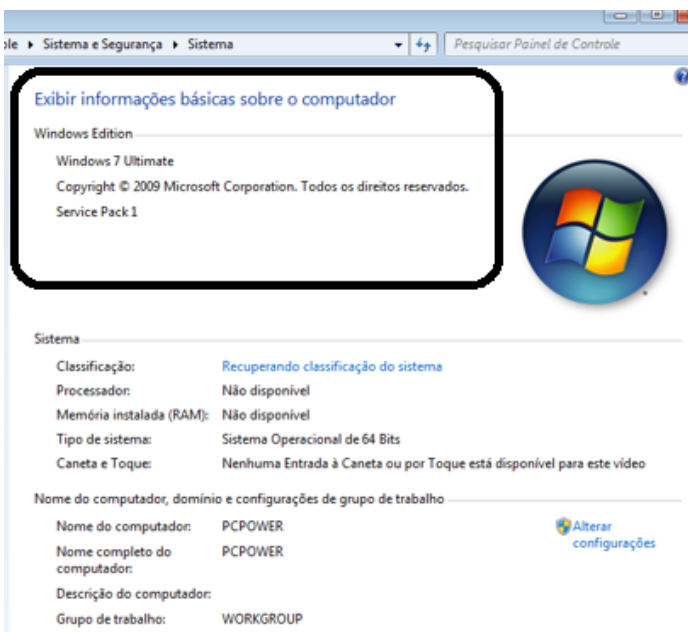 Sistema e Segurança Sistema Pesquisar Painel de Controle
Exibir informações básicas sobre o computador
Windows Edition
Windows 7 Ultimate
Copyright © 2009 Microsoft Corporation. Todos os direitos reservados.
Service Pack 1
Sistema
Classificação: Recuperando classificação do sistema
Processador: Não disponível
Memória instalada (RAM): Não disponível
Tipo de sistema: Sistema Operacional de 64 Bits
Caneta e Toque: Nenhuma Entrada à Caneta ou por Toque está disponível para este vídeo
Nome do computador, domínio e configurações de grupo de trabalho
Nome do computador: PCPOWER Alterar
configurações
Nome completo do PCPOWER
computador:
Descrição do computador:
Grupo de trabalho: WORKGROUP